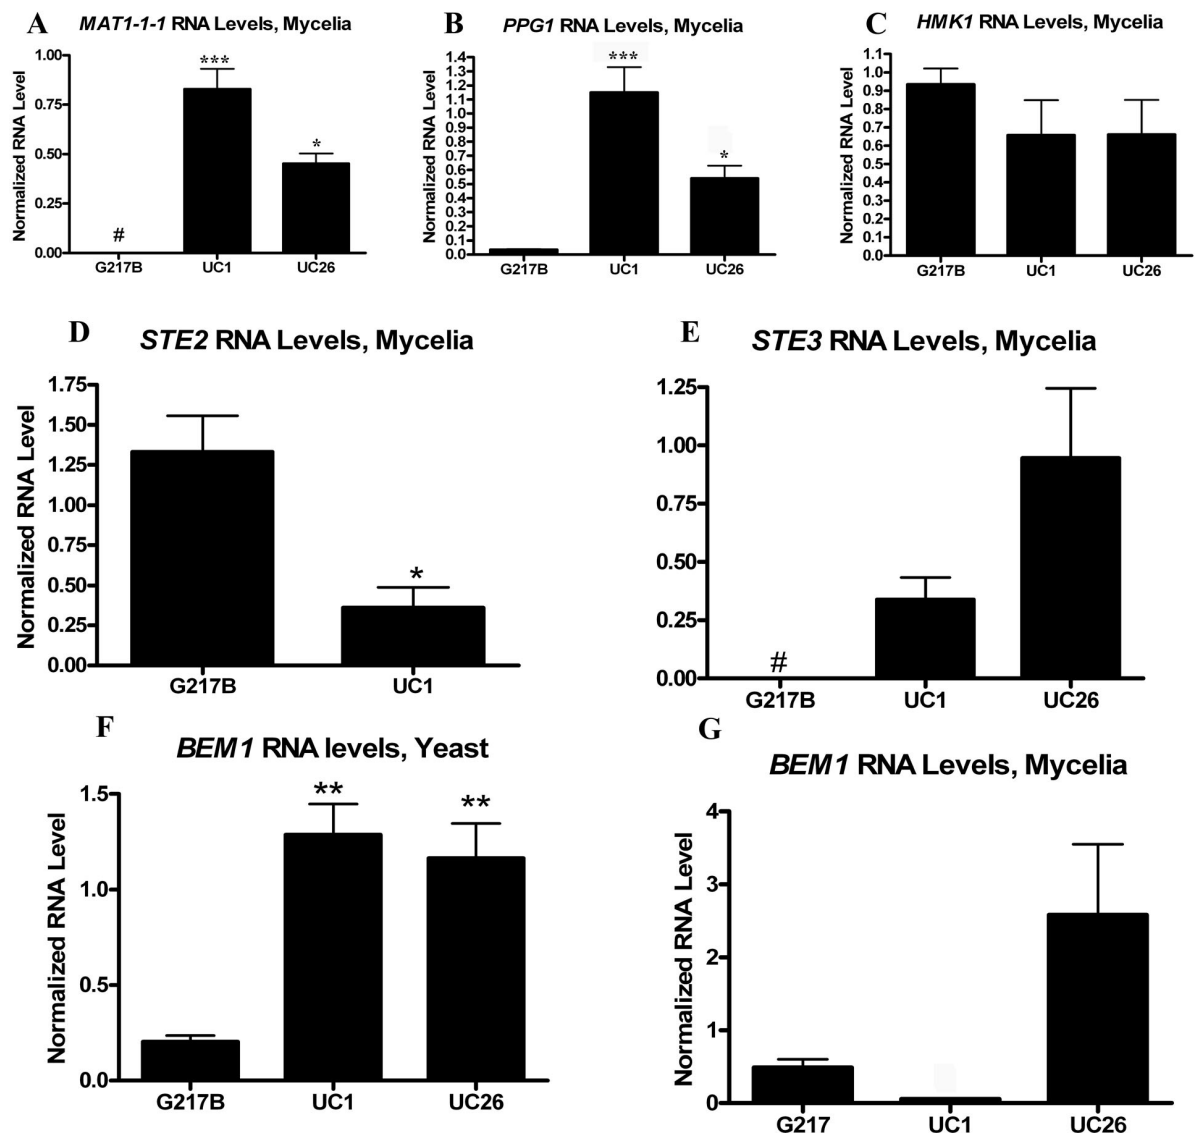 A
MAT1-1-1 RNA Levels, Mycelia
Normalized RNA Level
1.00
0.75
0.50
0.25
0.00
#
***
*
G217B UC1 UC26
B
PPG1 RNA Levels, Mycelia
Normalized RNA Level
1.4
1.3
1.2
1.1
1.0
0.9
0.8
0.7
0.6
0.5
0.4
0.3
0.2
0.1
0.0
***
*
G217B UC1 UC26
C
HMK1 RNA Levels, Mycelia
Normalized RNA Level
1.1
1.0
0.9
0.8
0.7
0.6
0.5
0.4
0.3
0.2
0.1
0.0
G217B UC1 UC26
D
STE2 RNA Levels, Mycelia
Normalized RNA Level
1.75
1.50
1.25
1.00
0.75
0.50
0.25
0.00
*
G217B UC1
E
STE3 RNA Levels, Mycelia
1.25
1.00
0.75
0.50
0.25
0.00
#
G217B UC1 UC26
F
BEM1 RNA levels, Yeast
Normalized RNA Level
1.5
1.0
0.5
0.0
**
**
G217B UC1 UC26
G
BEM1 RNA Levels, Mycelia
Normalized RNA Level
4
3
2
1
0
G217 UC1 UC26